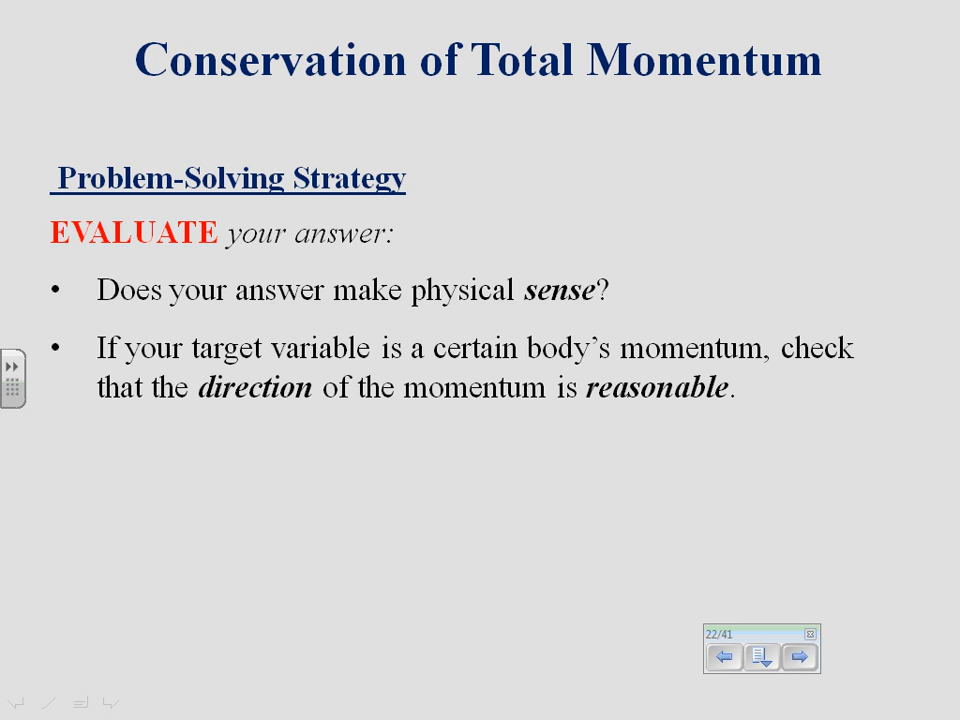 Conservation of Total Momentum
Problem-Solving Strategy
EVALUATE your answer:
• Does your answer make physical sense?
• If your target variable is a certain body’s momentum, check
that the direction of the momentum is reasonable.
22/41